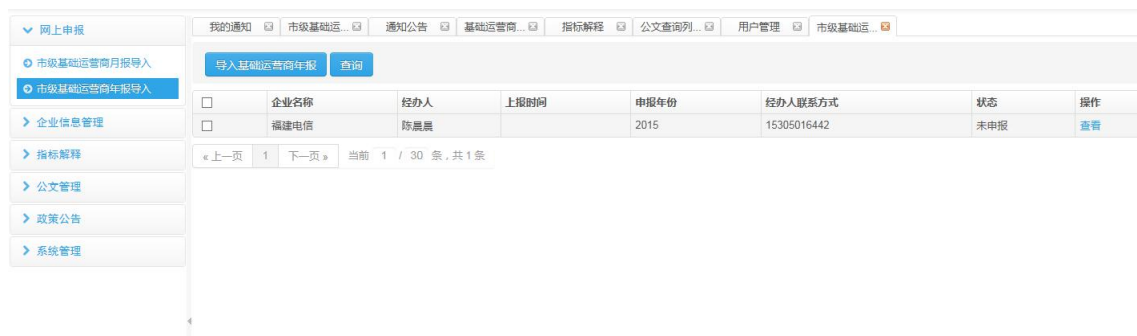 网上申报
市级基础运营商月报导入
市级基础运营商年报导入
企业信息管理
指标解释
公文管理
政策公告
系统管理
我的通知 市级基础运... 通知公告 基础运营商... 指标解释 公文查询列... 用户管理 市级基础运...
导入基础运营商年报 查询
企业名称 经办人 上报时间 申报年份 经办人联系方式 状态 操作
福建电信 陈晨晨 2015 15305016442 未申报 查看
«上一页 1 下一页» 当前 1 / 30 条，共1条